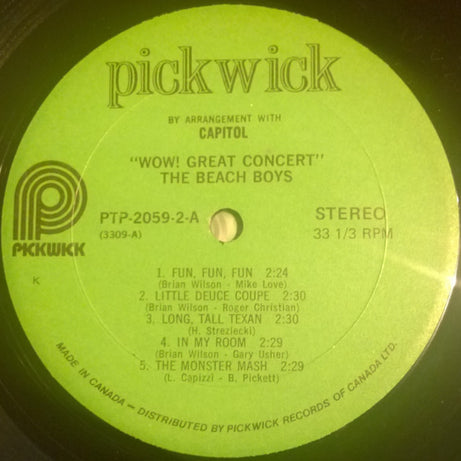 pickwick
BY ARRANGEMENT WITH
CAPITOL
"WOW! GREAT CONCERT"
THE BEACH BOYS
PICKWICK
PTP-2059-2-A
(3309-A)
STEREO
33 1/3 RPM
K
1. FUN, FUN, FUN 2:24
(Brian Wilson - Mike Love)
2. LITTLE DEUCE COUPE 2:30
(Brian Wilson - Roger Christian)
3. LONG, TALL TEXAN 2:30
(H. Streziecki)
4. IN MY ROOM 2:29
(Brian Wilson - Gary Usher)
5. THE MONSTER MASH 2:29
(L. Capizzi - B. Pickett)
MADE IN CANADA - DISTRIBUTED BY PICKWICK RECORDS OF CANADA LTD.